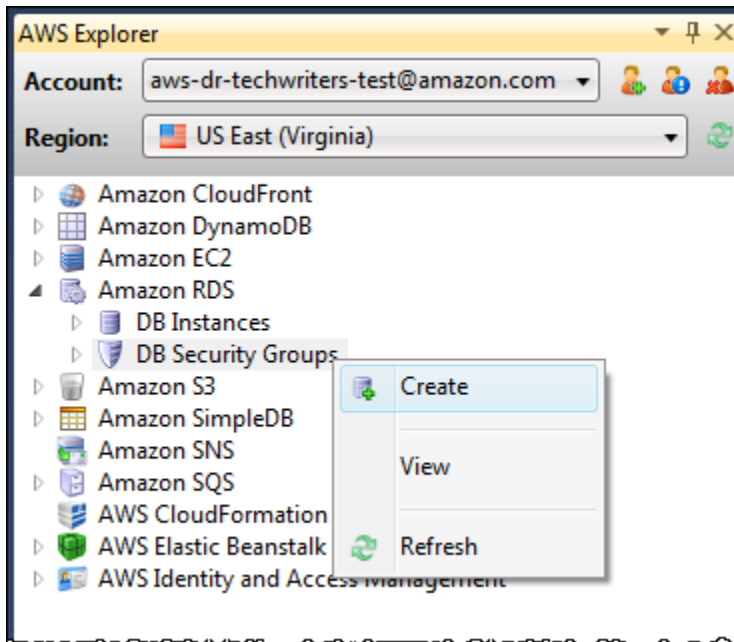 AWS Explorer
Account: aws-dr-techwriters-test@amazon.com
Region: US East (Virginia)
Amazon CloudFront
Amazon DynamoDB
Amazon EC2
Amazon RDS
DB Instances
DB Security Groups
Amazon S3
Amazon SimpleDB
Amazon SNS
Amazon SQS
AWS CloudFormation
AWS Elastic Beanstalk
AWS Identity and Access Management
Create
View
Refresh